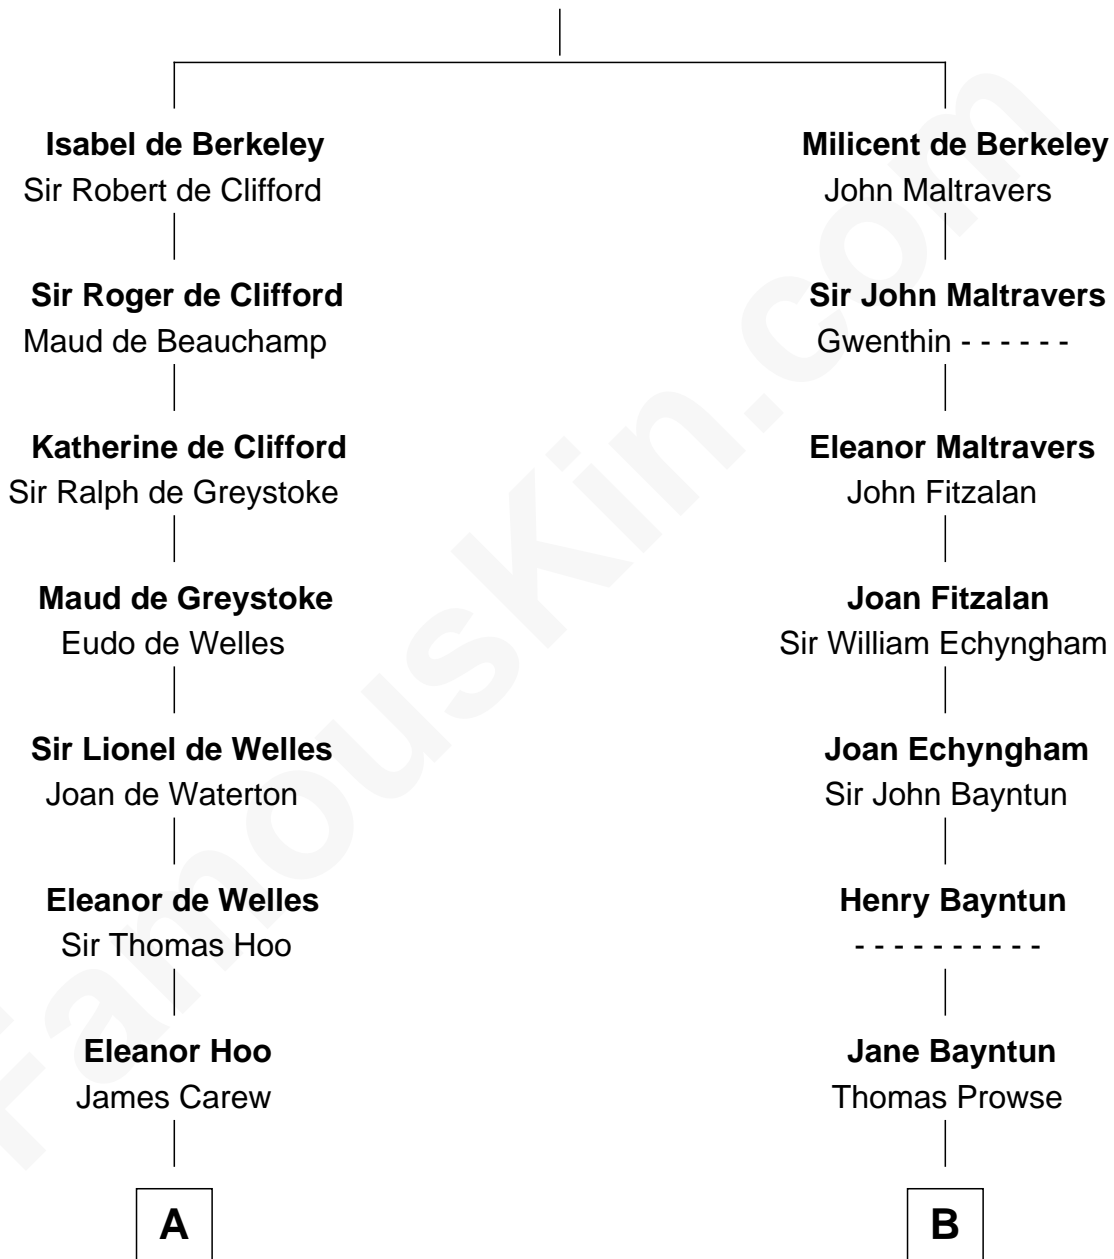 Isabel de Berkeley
Sir Robert de Clifford
Sir Roger de Clifford
Maud de Beauchamp
Katherine de Clifford
Sir Ralph de Greystoke
Maud de Greystoke
Eudo de Welles
Sir Lionel de Welles
Joan de Waterton
Eleanor de Welles
Sir Thomas Hoo
Eleanor Hoo
James Carew
A
Milicent de Berkeley
John Maltravers
Sir John Maltravers
Gwenthin - - - - - -
Eleanor Maltravers
John Fitzalan
Joan Fitzalan
Sir William Echyngham
Joan Echyngham
Sir John Bayntun
Henry Bayntun
- - - - - - - - - -
Jane Bayntun
Thomas Prowse
B
FamousKin.com